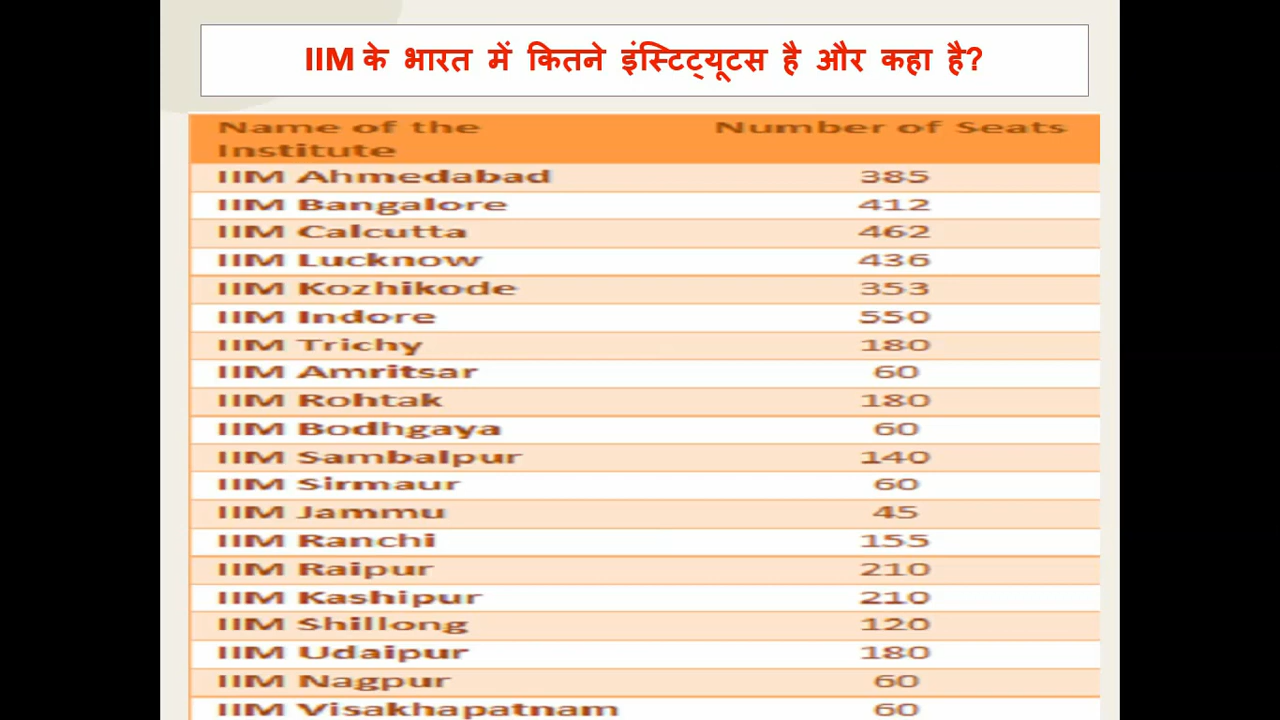 IIM के भारत में कितने इंस्टिट्यूटस है और कहा है?
Name of the Institute Number of Seats
IIM Ahmedabad 385
IIM Bangalore 412
IIM Calcutta 462
IIM Lucknow 436
IIM Kozhikode 353
IIM Indore 550
IIM Trichy 180
IIM Amritsar 60
IIM Rohtak 180
IIM Bodhgaya 60
IIM Sambalpur 140
IIM Sirmaur 60
IIM Jammu 45
IIM Ranchi 155
IIM Raipur 210
IIM Kashipur 210
IIM Shillong 120
IIM Udaipur 180
IIM Nagpur 60
IIM Visakhapatnam 60